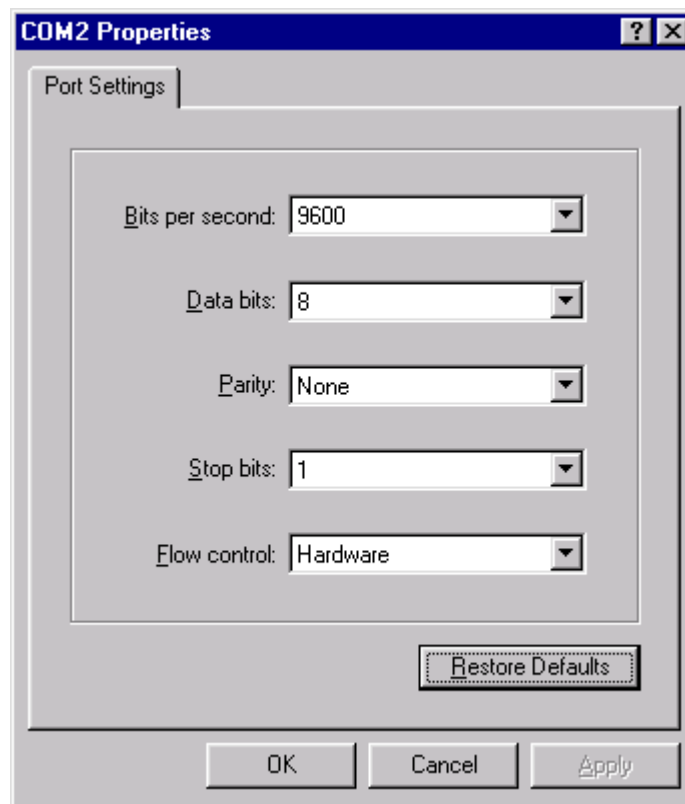 COM2 Properties
Port Settings
Bits per second: 9600
Data bits: 8
Parity: None
Stop bits: 1
Flow control: Hardware
Restore Defaults
OK Cancel Apply